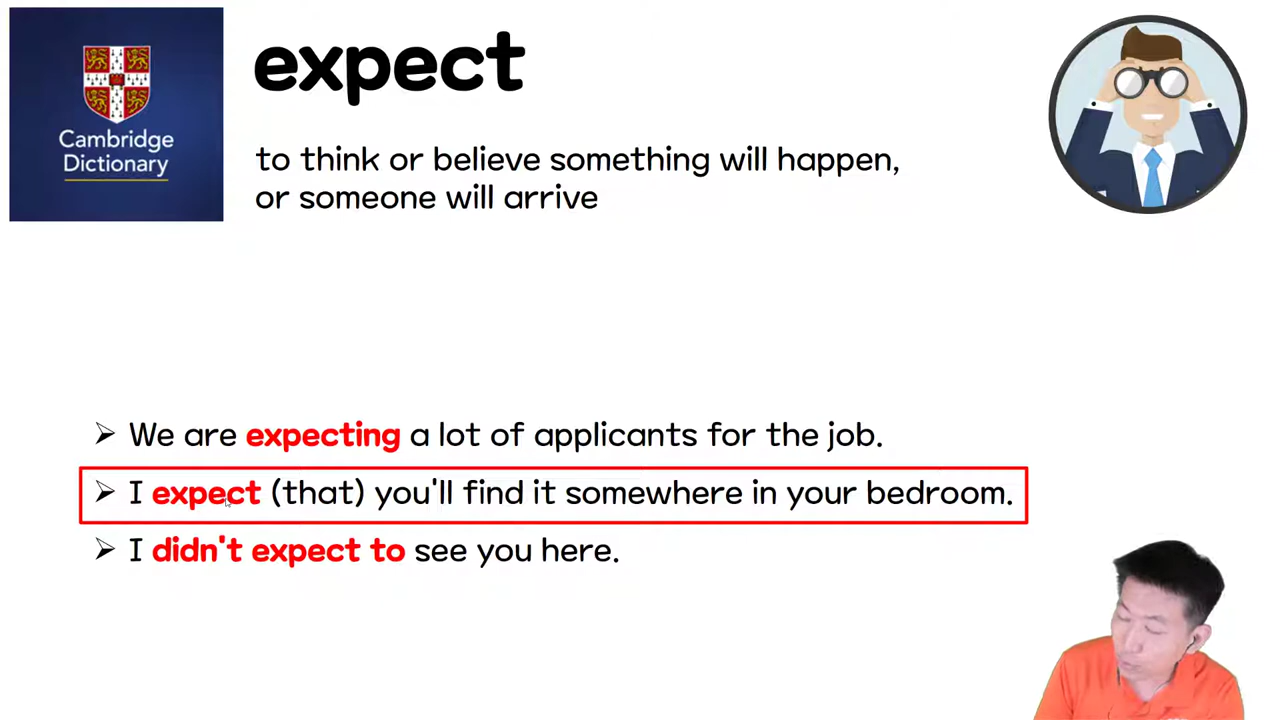 Cambridge
Dictionary
expect
to think or believe something will happen,
or someone will arrive
➢ We are expecting a lot of applicants for the job.
➢ I expect (that) you'll find it somewhere in your bedroom.
➢ I didn't expect to see you here.